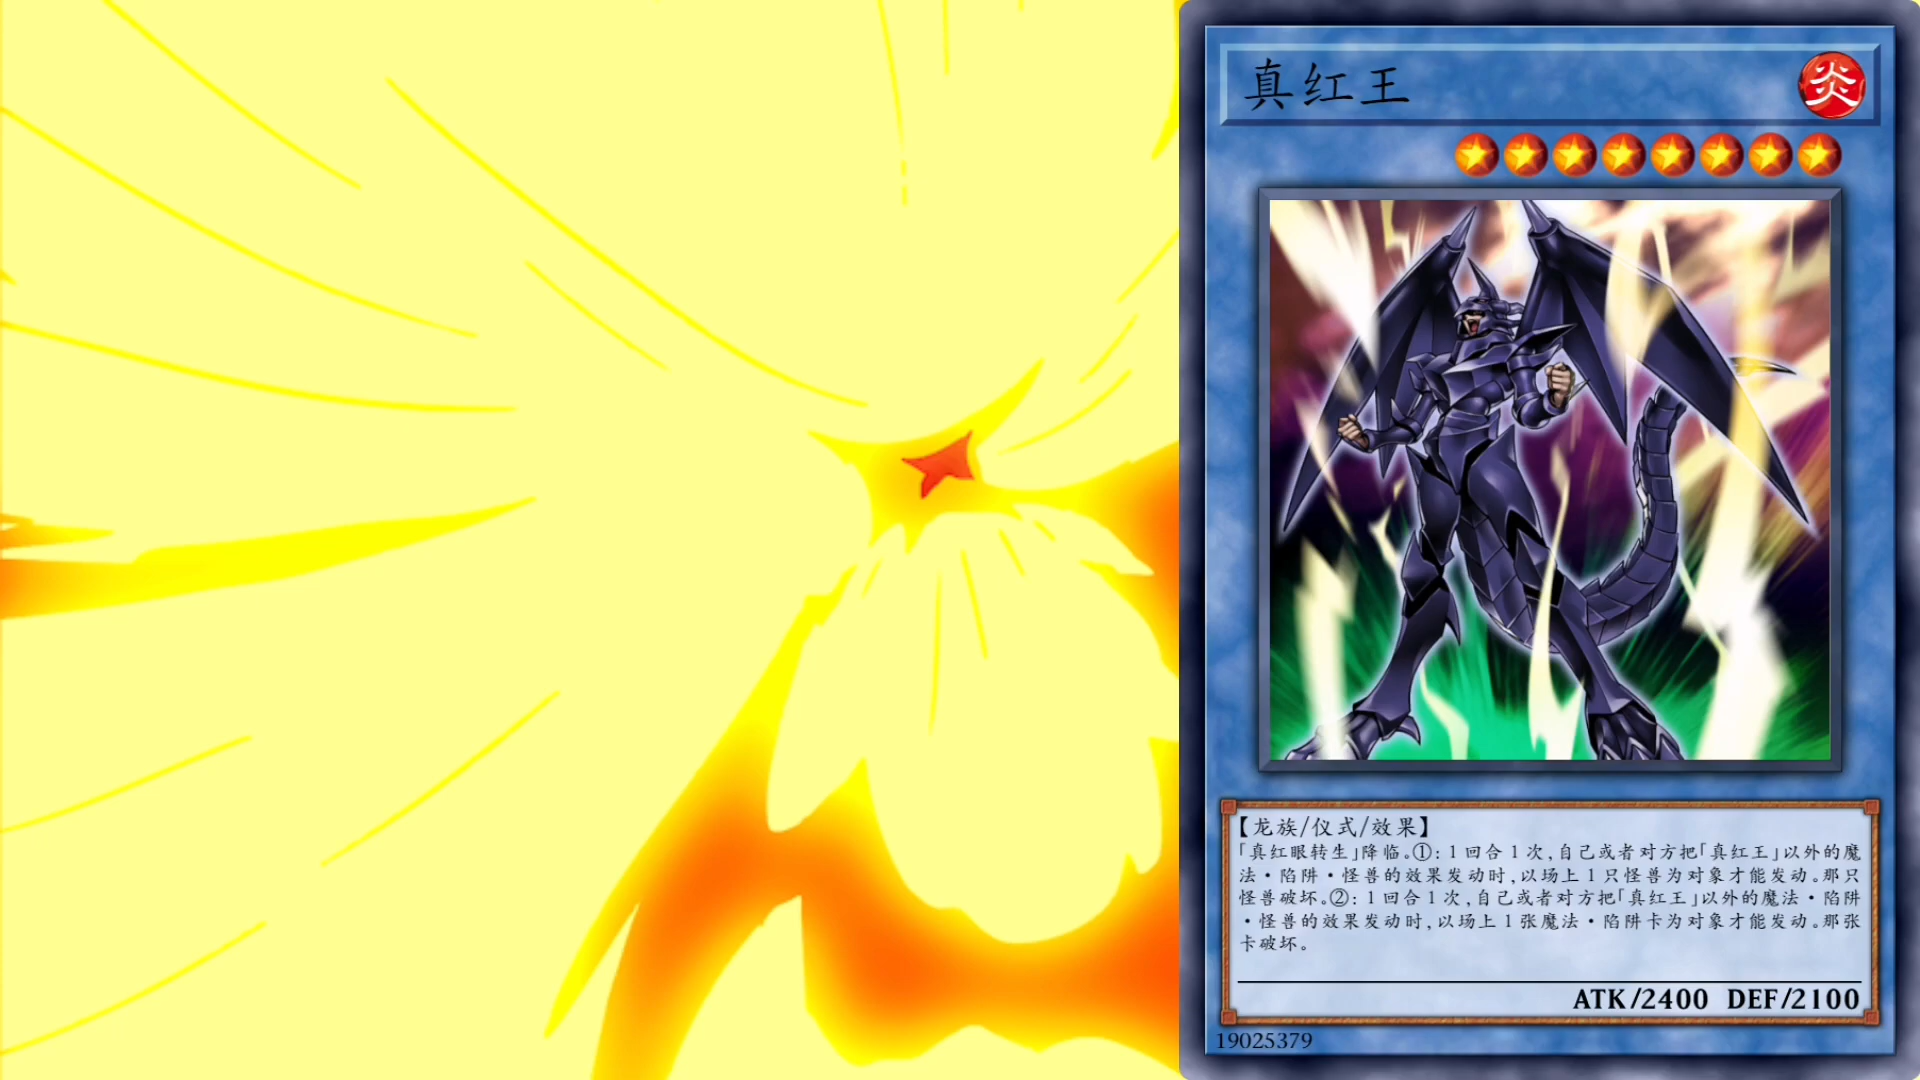 真红王
炎
【龙族/仪式/效果】
「真红眼转生」降临。①：1回合1次，自己或者对方把「真红王」以外的魔
法・陷阱・怪兽的效果发动时，以场上1只怪兽为对象才能发动。那只
怪兽破坏。②：1回合1次，自己或者对方把「真红王」以外的魔法・陷阱
・怪兽的效果发动时，以场上1张魔法・陷阱卡为对象才能发动。那张
卡破坏。
ATK/2400 DEF/2100
19025379